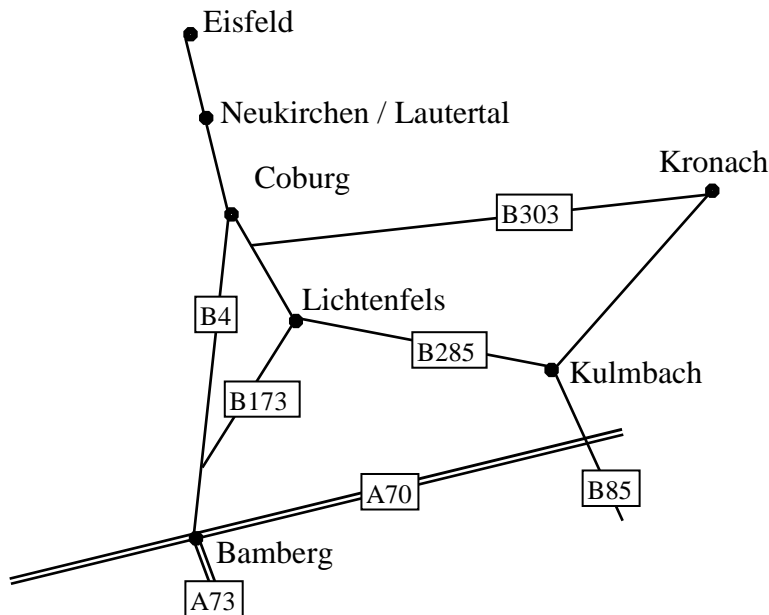 Eisfeld
Neukirchen / Lautertal
Kronach
Coburg
B303
Lichtenfels
B4
B285
Kulmbach
B173
A70
B85
Bamberg
A73